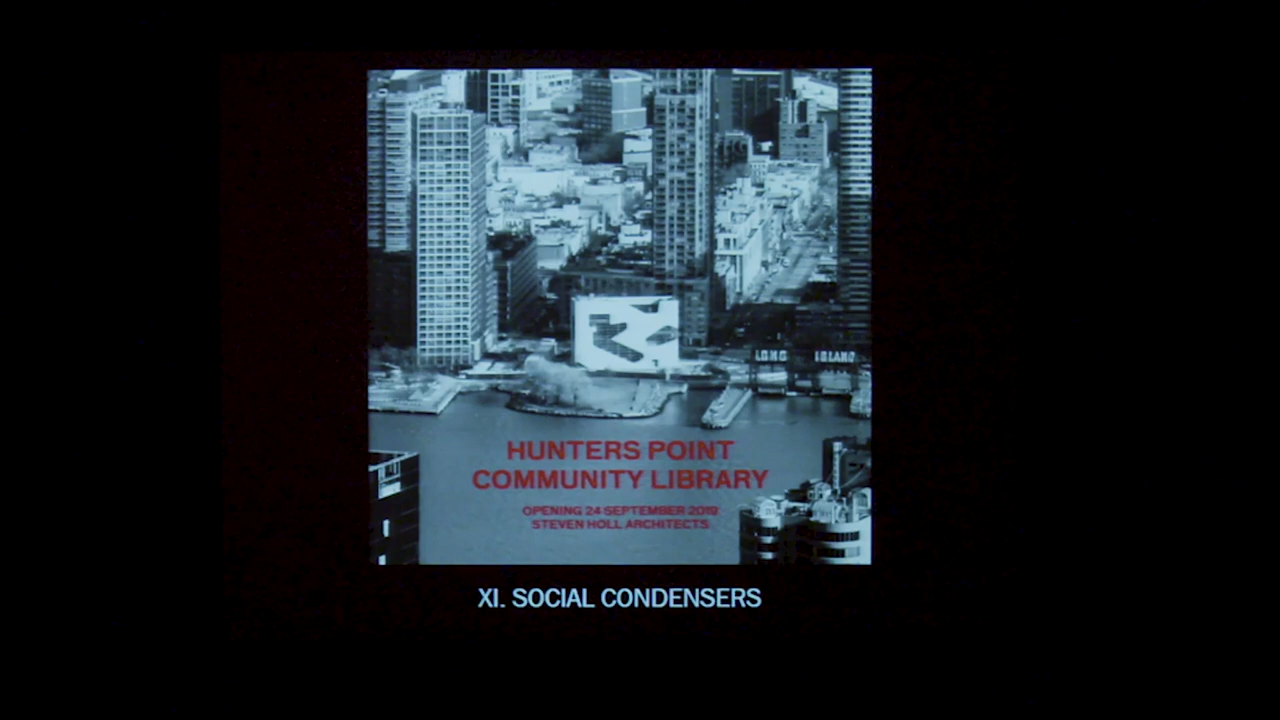 LONG ISLAND
HUNTERS POINT
COMMUNITY LIBRARY
OPENING 24 SEPTEMBER 2019
STEVEN HOLL ARCHITECTS
XI. SOCIAL CONDENSERS